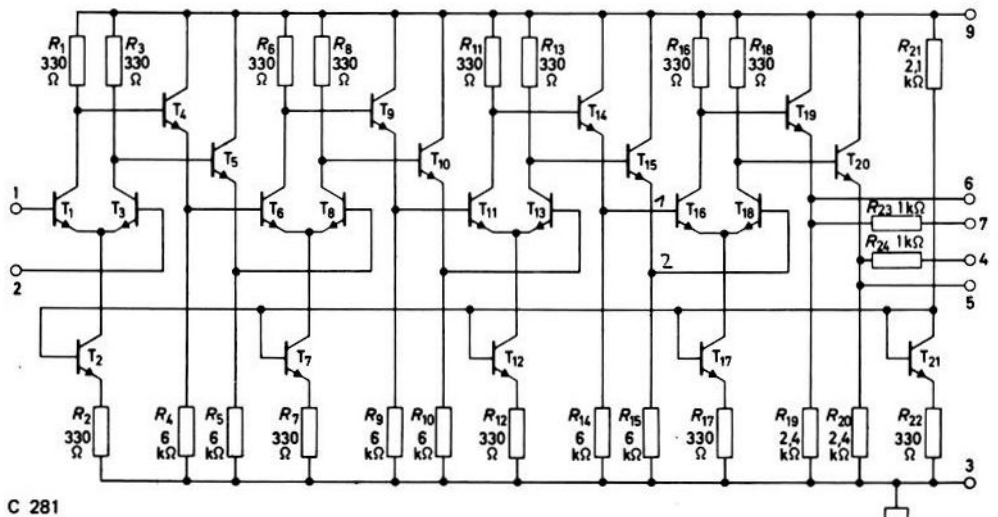 R1
330
Ω
R3
330
Ω
R6
330
Ω
R8
330
Ω
R11
330
Ω
R13
330
Ω
R16
330
Ω
R18
330
Ω
R21
2,1
kΩ
9
T4
T9
T14
T19
T5
T10
T15
T20
1
T1
T3
T6
T8
T11
T13
1
T16
T18
6
R23 1kΩ
7
R24 1kΩ
4
2
2
5
T2
T7
T12
T17
T21
R2
330
Ω
R4
6
kΩ
R5
6
kΩ
R7
330
Ω
R9
6
kΩ
R10
6
kΩ
R12
330
Ω
R14
6
kΩ
R15
6
kΩ
R17
330
Ω
R19
2,4
kΩ
R20
2,4
kΩ
R22
330
Ω
3
C 281